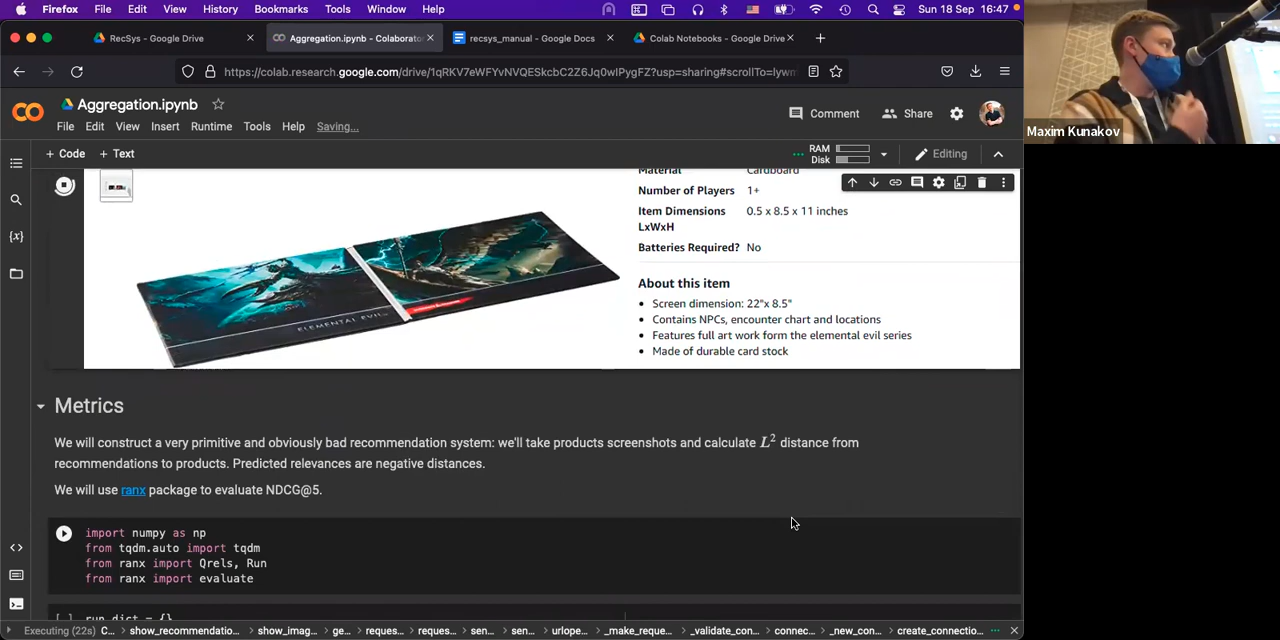 Firefox File Edit View History Bookmarks Tools Window Help Sun 18 Sep 16:47
RecSys – Google Drive Aggregation.ipynb - Colaborato recsys_manual - Google Docs Colab Notebooks - Google Drive
https://colab.research.google.com/drive/1qRKV7eWFYvNVQESkcbC2Z6Jq0wIPygFZ?usp=sharing#scrollTo=lywm
Aggregation.ipynb
File Edit View Insert Runtime Tools Help Saving...
Comment Share
+ Code + Text
RAM
Disk
Editing
Material Cardboard
Number of Players 1+
Item Dimensions 0.5 x 8.5 x 11 inches
LxWxH
Batteries Required? No
About this item
Screen dimension: 22"x 8.5"
Contains NPCs, encounter chart and locations
Features full art work form the elemental evil series
Made of durable card stock
ELEMENTAL EVIL
Metrics
We will construct a very primitive and obviously bad recommendation system: we'll take products screenshots and calculate L² distance from
recommendations to products. Predicted relevances are negative distances.
We will use ranx package to evaluate NDCG@5.
import numpy as np
from tqdm.auto import tqdm
from ranx import Qrels, Run
from ranx import evaluate
[ ] run_dict = {}
Executing (22s) C... show_recommendatio... show_imag... ge... reques... reques... sen... sen... urlope... _make_reque... _validate_con... connec... _new_con... create_connectio...
Maxim Kunakov